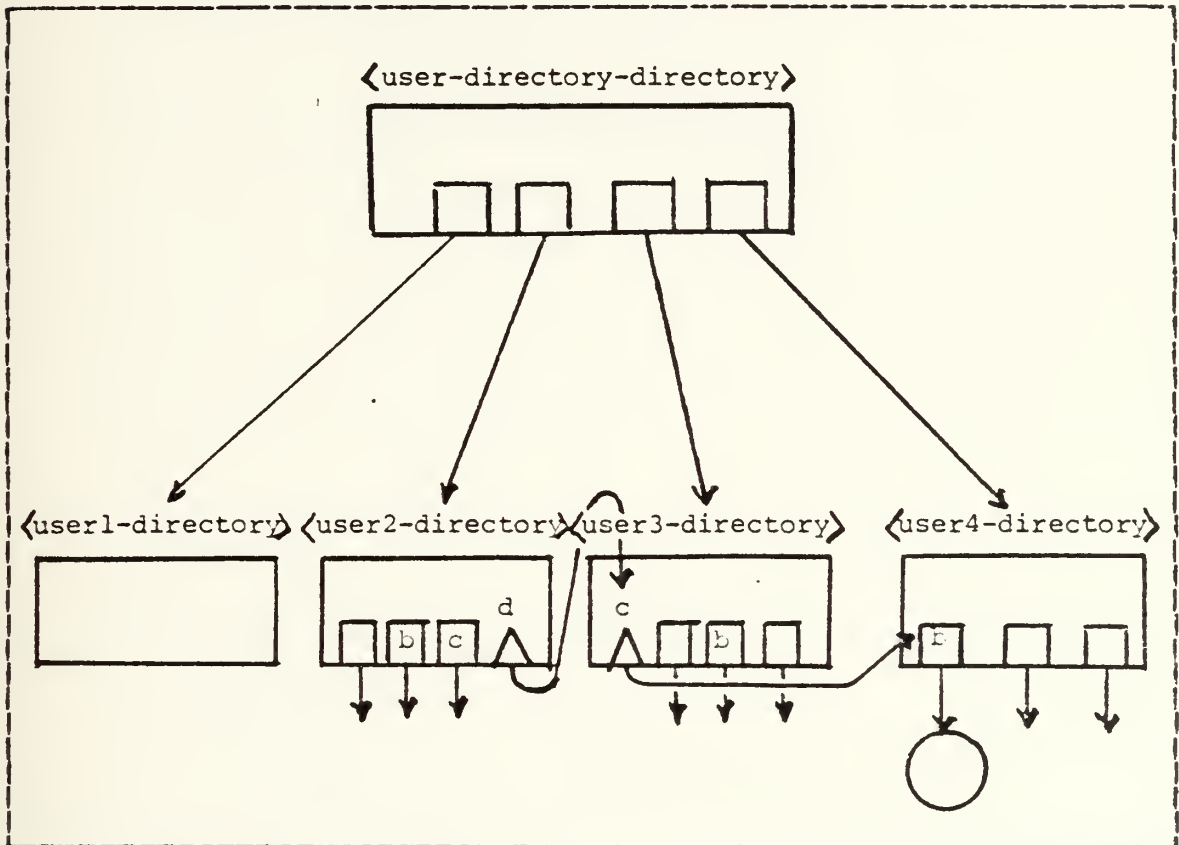 <user-directory-directory>
<user1-directory> <user2-directory> <user3-directory> <user4-directory>
d c
b c b b